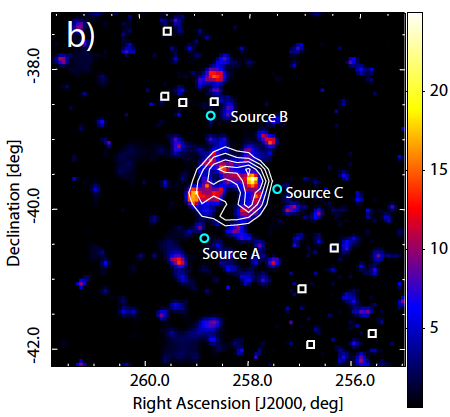 b)
-38.0
-40.0
-42.0
Declination [deg]
Source B
Source C
Source A
260.0
258.0
256.0
Right Ascension [J2000, deg]
20
15
10
5